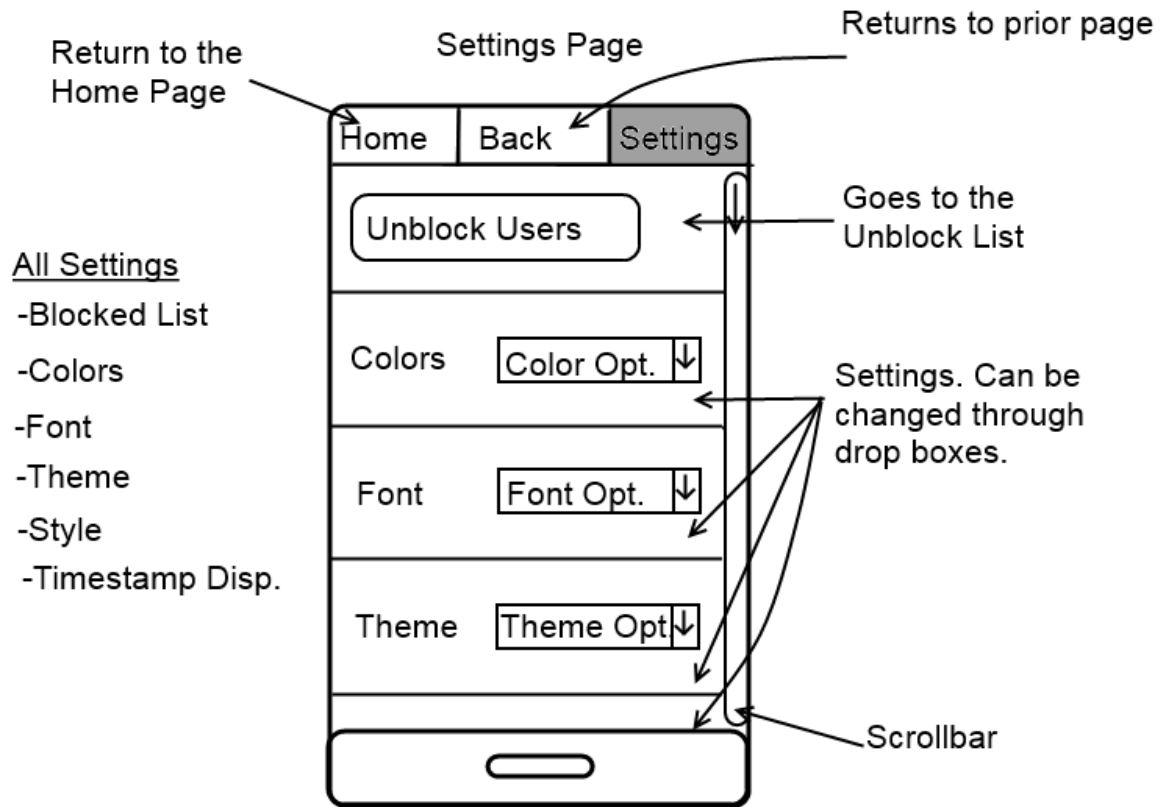 Settings Page
Return to the
Home Page
Returns to prior page
Home
Back
Settings
Unblock Users
Goes to the
Unblock List
All Settings
-Blocked List
-Colors
-Font
-Theme
-Style
-Timestamp Disp.
Colors
Color Opt.
Settings. Can be
changed through
drop boxes.
Font
Font Opt.
Theme
Theme Opt.
Scrollbar